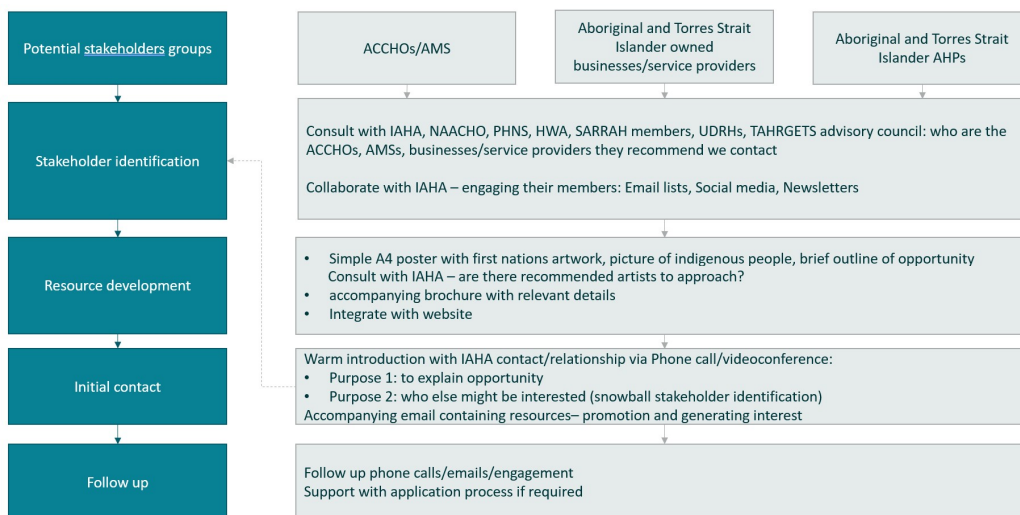 Potential stakeholders groups
ACCHOs/AMS
Aboriginal and Torres Strait
Islander owned
businesses/service providers
Aboriginal and Torres Strait
Islander AHPs
Stakeholder identification
Consult with IAHA, NAACHO, PHNS, HWA, SARRAH members, UDRHs, TAHRGETS advisory council: who are the
ACCHOs, AMSs, businesses/service providers they recommend we contact
Collaborate with IAHA – engaging their members: Email lists, Social media, Newsletters
Resource development
• Simple A4 poster with first nations artwork, picture of indigenous people, brief outline of opportunity
Consult with IAHA – are there recommended artists to approach?
• accompanying brochure with relevant details
• Integrate with website
Initial contact
Warm introduction with IAHA contact/relationship via Phone call/videoconference:
• Purpose 1: to explain opportunity
• Purpose 2: who else might be interested (snowball stakeholder identification)
Accompanying email containing resources– promotion and generating interest
Follow up
Follow up phone calls/emails/engagement
Support with application process if required